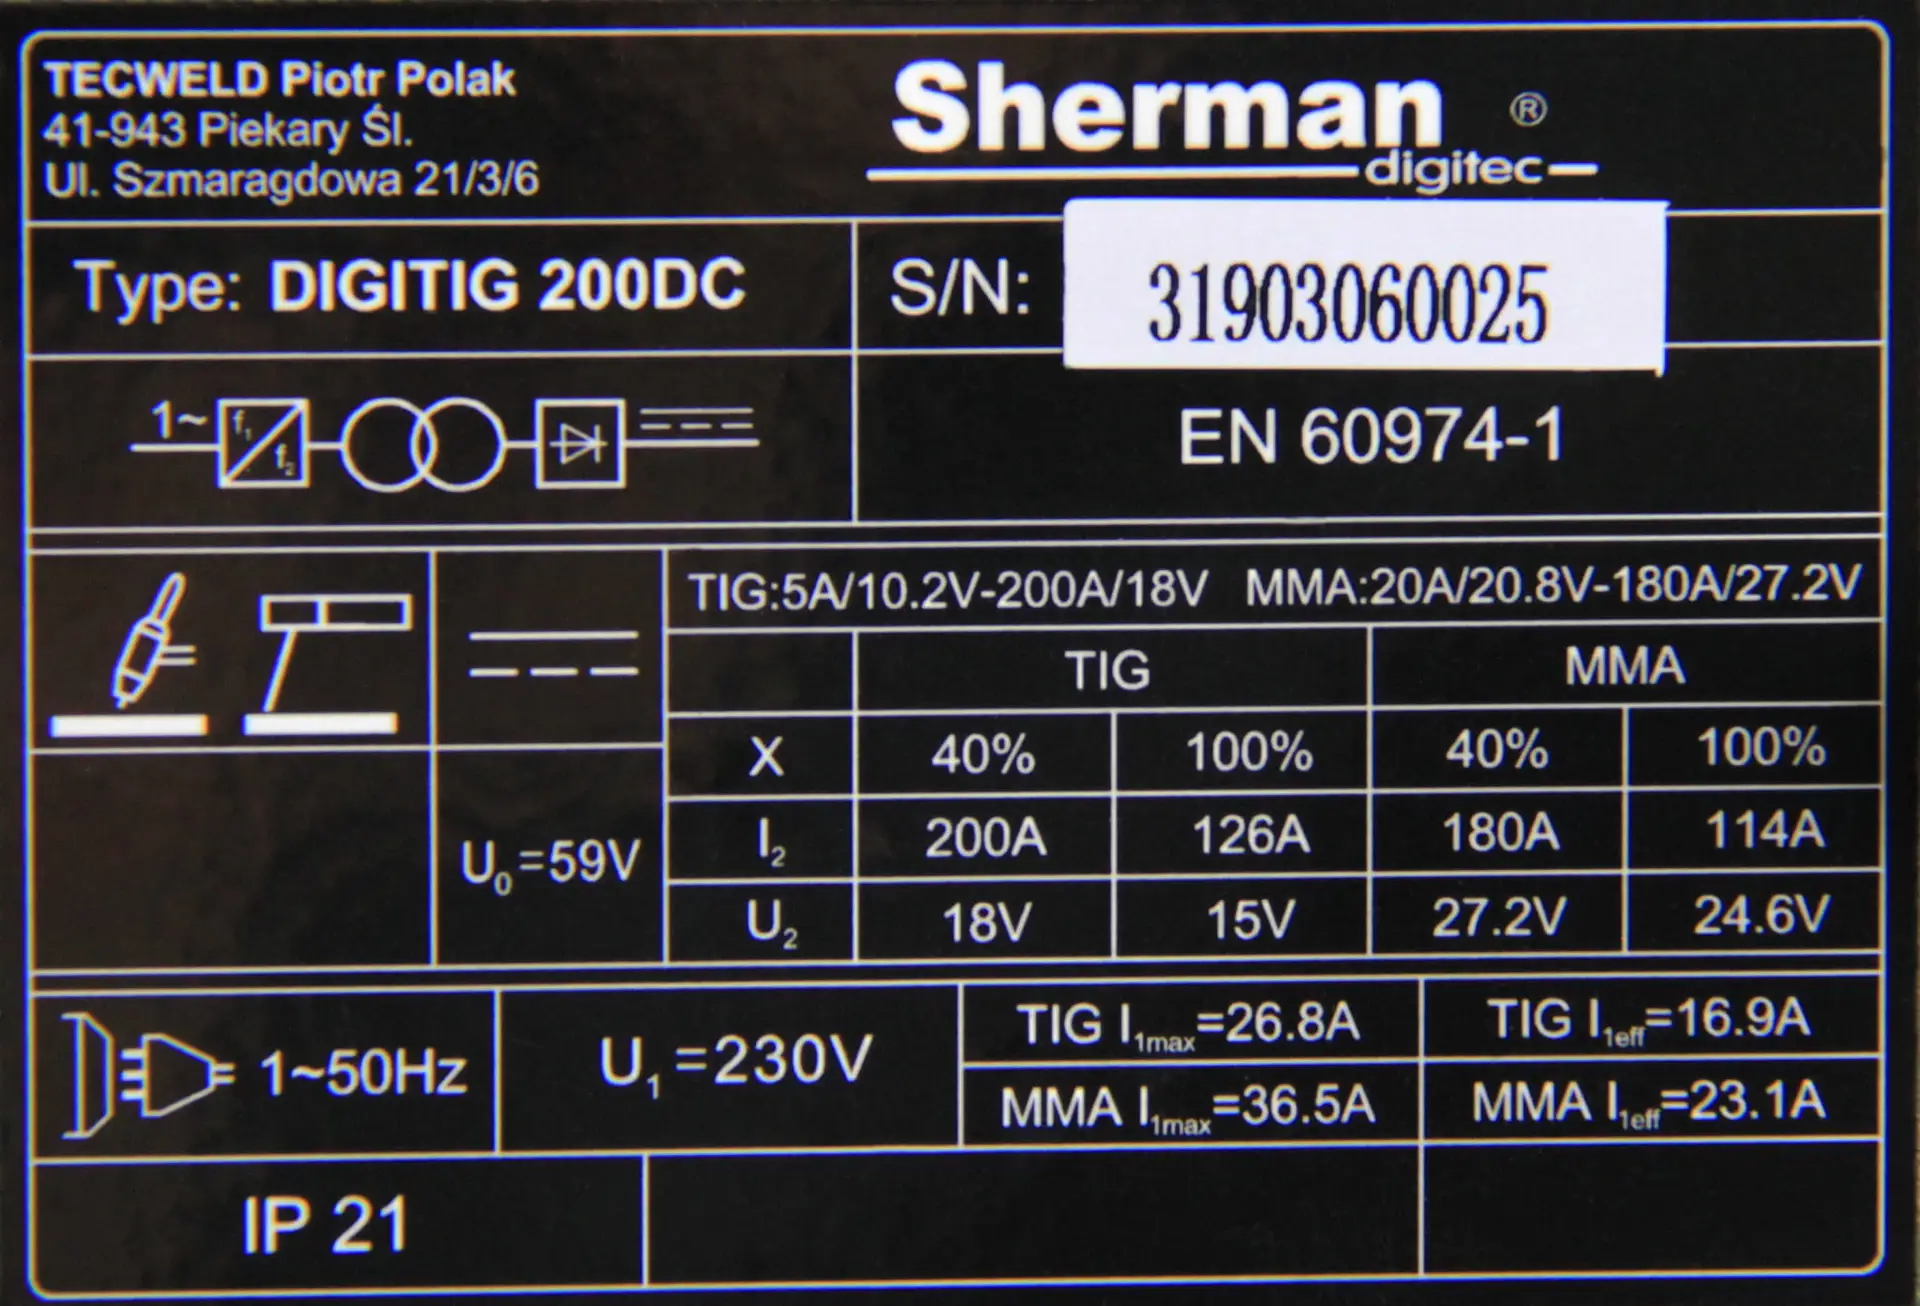 TECWELD Piotr Polak
41-943 Piekary Śl.
Ul. Szmaragdowa 21/3/6
Sherman ®
digitec
Type: DIGITIG 200DC
S/N: 31903060025
1~ f₁ f₂
EN 60974-1
TIG:5A/10.2V-200A/18V MMA:20A/20.8V-180A/27.2V
TIG MMA
X 40% 100% 40% 100%
I₂ 200A 126A 180A 114A
U₀=59V
U₂ 18V 15V 27.2V 24.6V
1~50Hz
U₁=230V
TIG I1max=26.8A TIG I1eff=16.9A
MMA I1max=36.5A MMA I1eff=23.1A
IP 21